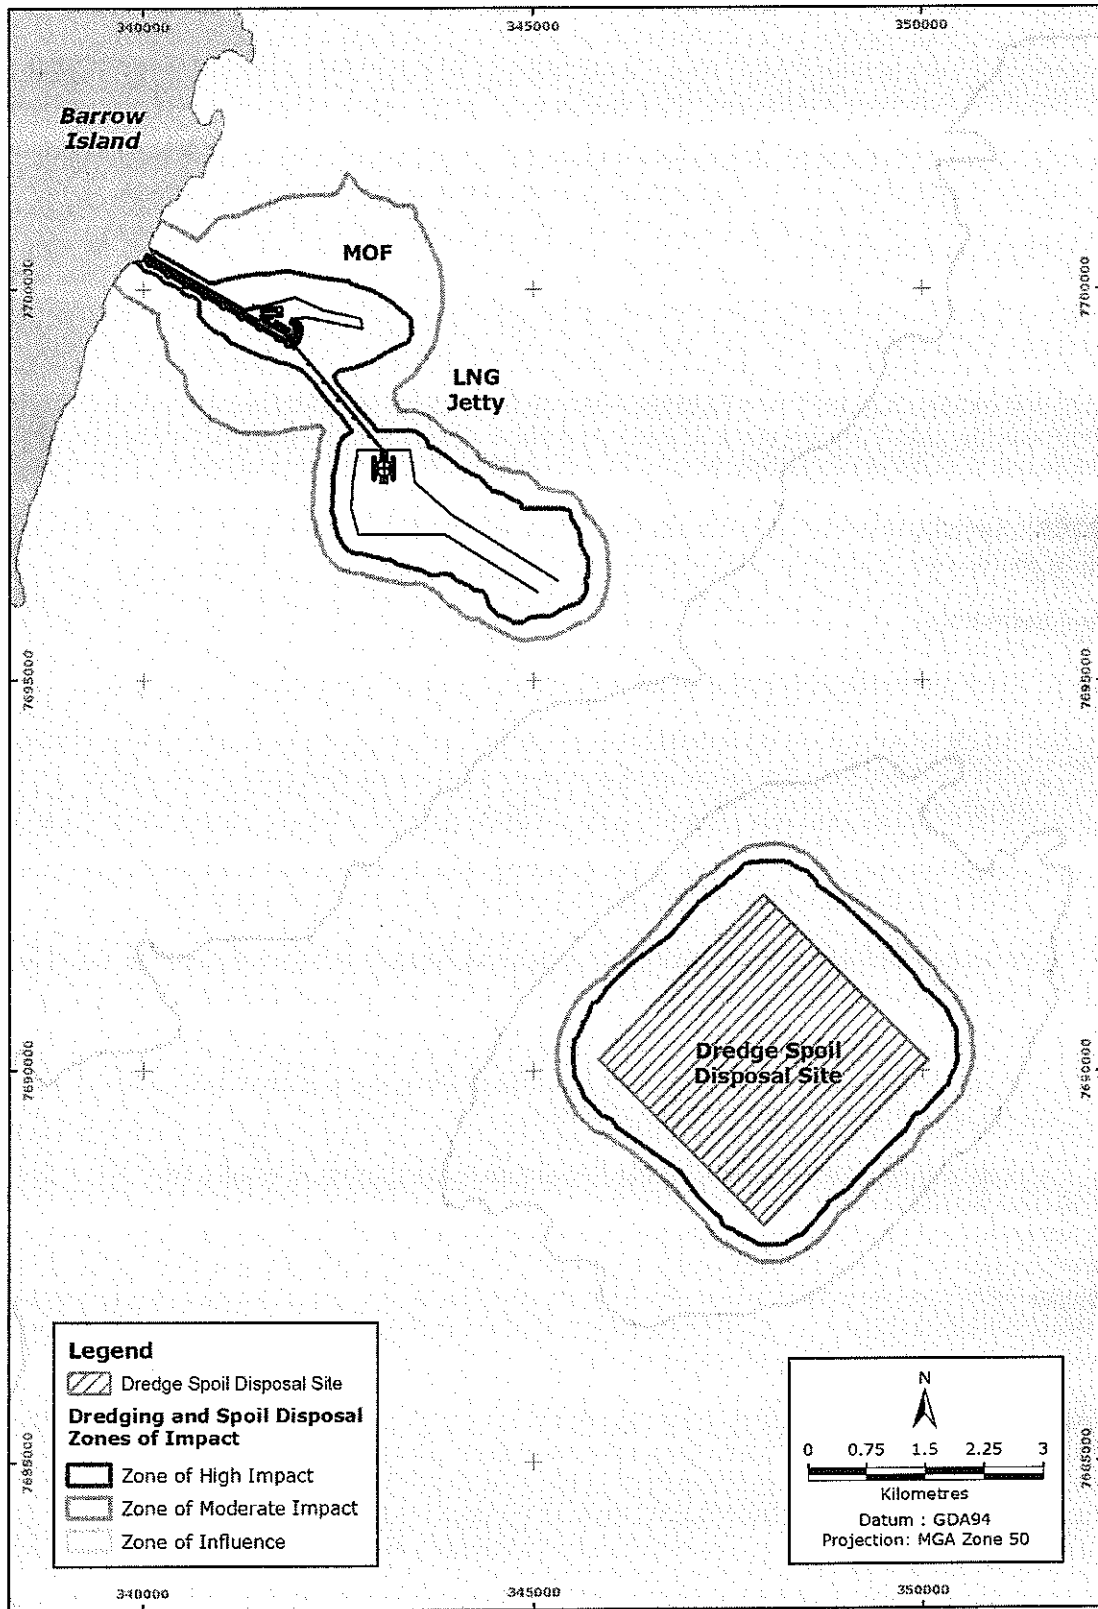 340000
345000
350000
Barrow
Island
MOF
7700000
7700000
LNG
Jetty
7695000
7695000
Dredge Spoil
Disposal Site
7690000
7690000
Legend
Dredge Spoil Disposal Site
Dredging and Spoil Disposal
Zones of Impact
Zone of High Impact
Zone of Moderate Impact
Zone of Influence
N
0 0.75 1.5 2.25 3
Kilometres
Datum : GDA94
Projection: MGA Zone 50
7685000
7685000
340000
345000
350000